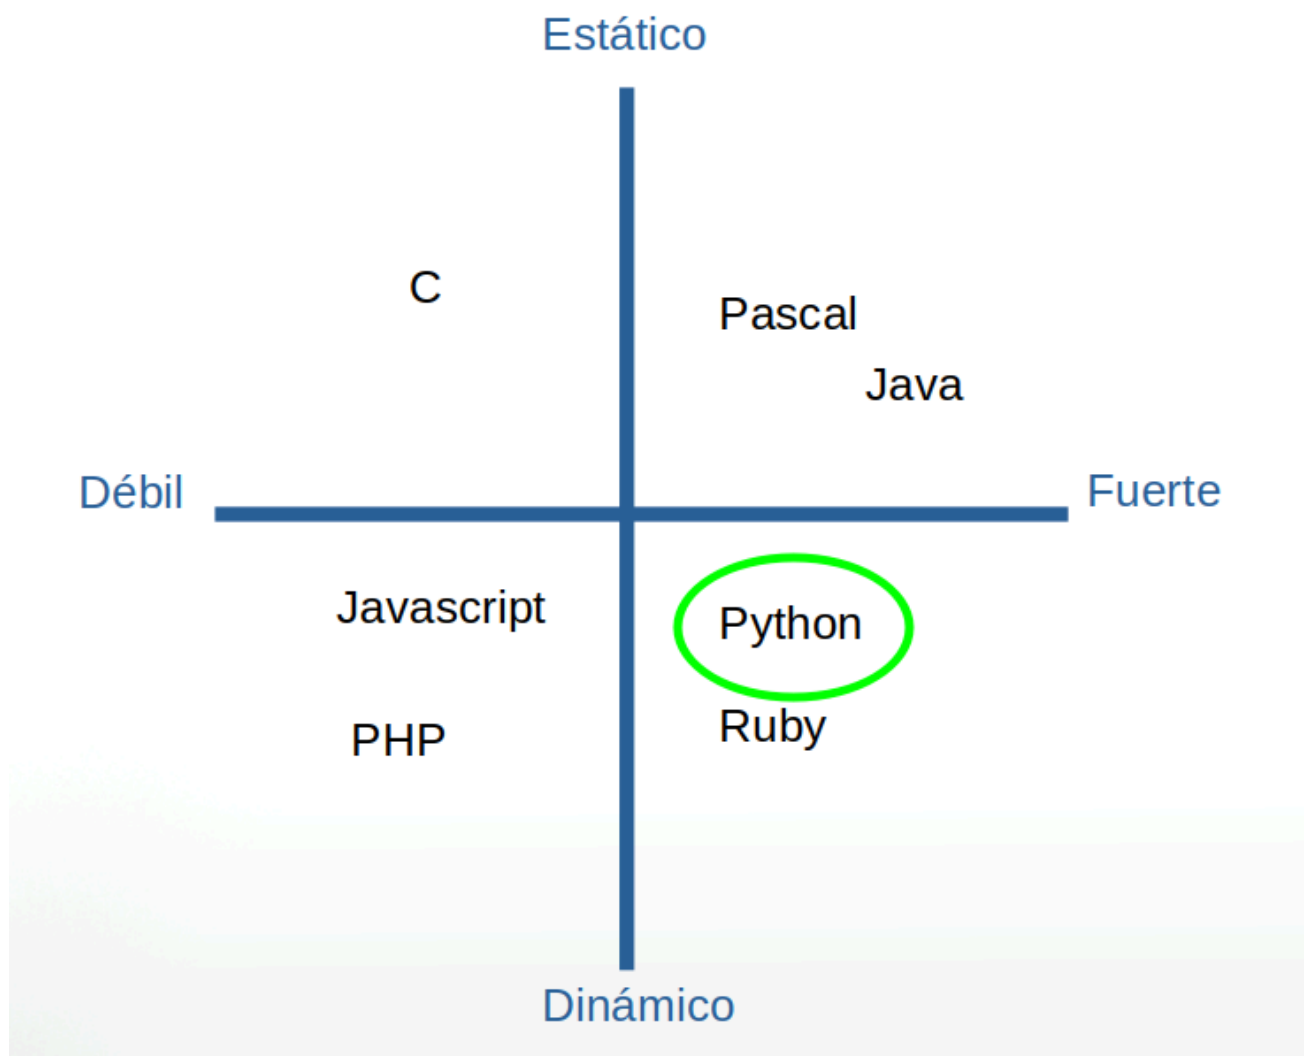 Estático
C
Pascal
Java
Débil
Fuerte
Javascript
Python
PHP
Ruby
Dinámico